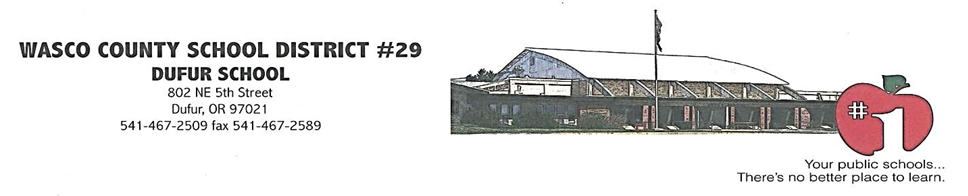 WASCO COUNTY SCHOOL DISTRICT #29
DUFUR SCHOOL
802 NE 5th Street
Dufur, OR 97021
541-467-2509 fax 541-467-2589
#1
Your public schools...
There's no better place to learn.